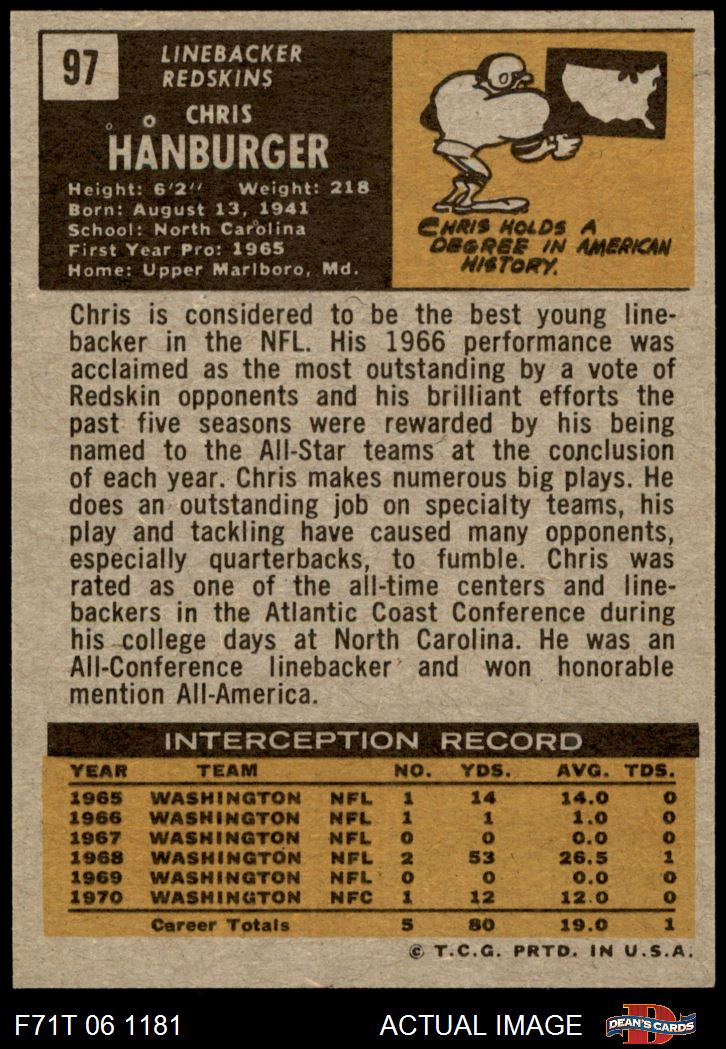 97
LINEBACKER
REDSKINS
CHRIS
HANBURGER
Height: 6'2" Weight: 218
Born: August 13, 1941
School: North Carolina
First Year Pro: 1965
Home: Upper Marlboro, Md.
CHRIS HOLDS A
DEGREE IN AMERICAN
HISTORY.
Chris is considered to be the best young line-
backer in the NFL. His 1966 performance was
acclaimed as the most outstanding by a vote of
Redskin opponents and his brilliant efforts the
past five seasons were rewarded by his being
named to the All-Star teams at the conclusion
of each year. Chris makes numerous big plays. He
does an outstanding job on specialty teams, his
play and tackling have caused many opponents,
especially quarterbacks, to fumble. Chris was
rated as one of the all-time centers and line-
backers in the Atlantic Coast Conference during
his college days at North Carolina. He was an
All-Conference linebacker and won honorable
mention All-America.
INTERCEPTION RECORD
YEAR TEAM NO. YDS. AVG. TDS.
1965 WASHINGTON NFL 1 14 14.0 0
1966 WASHINGTON NFL 1 1 1.0 0
1967 WASHINGTON NFL 0 0 0.0 0
1968 WASHINGTON NFL 2 53 26.5 1
1969 WASHINGTON NFL 0 0 0.0 0
1970 WASHINGTON NFC 1 12 12.0 0
Career Totals 5 80 19.0 1
© T.C.G. PRTD. IN U.S.A.
F71T 06 1181 ACTUAL IMAGE
DEAN'S CARDS